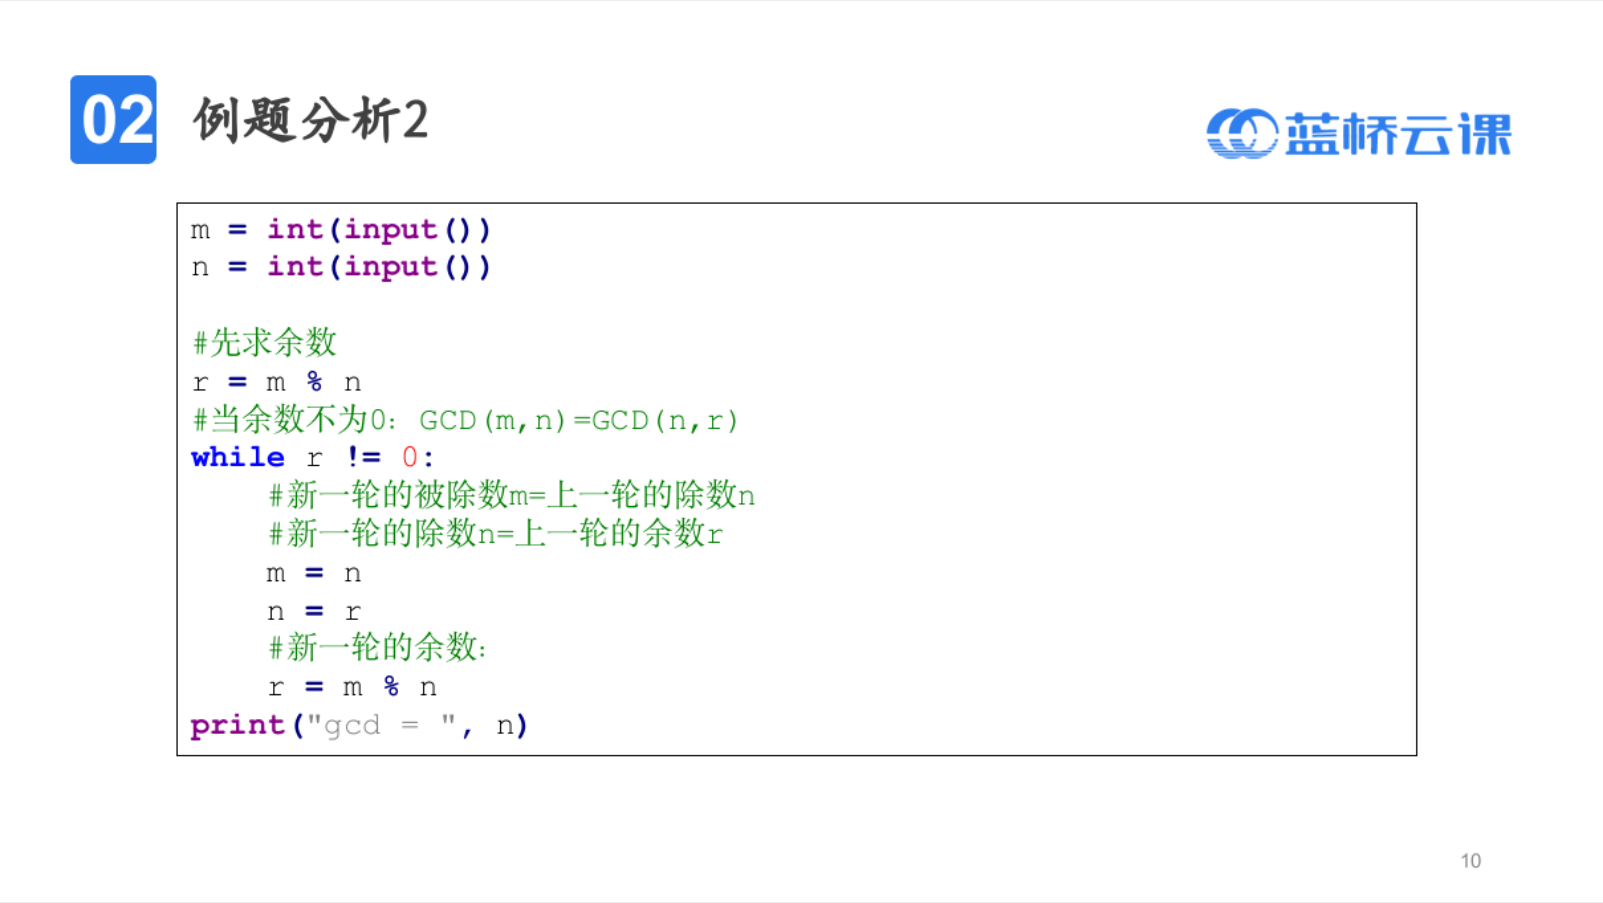 02 例题分析2
蓝桥云课
m = int(input())
n = int(input())
#先求余数
r = m % n
#当余数不为0: GCD(m,n)=GCD(n,r)
while r != 0:
    #新一轮的被除数m=上一轮的除数n
    #新一轮的除数n=上一轮的余数r
    m = n
    n = r
    #新一轮的余数:
    r = m % n
print("gcd = ", n)
10